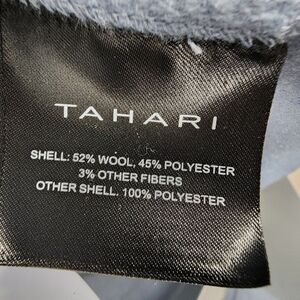 TAHARI
SHELL: 52% WOOL, 45% POLYESTER
3% OTHER FIBERS
OTHER SHELL. 100% POLYESTER